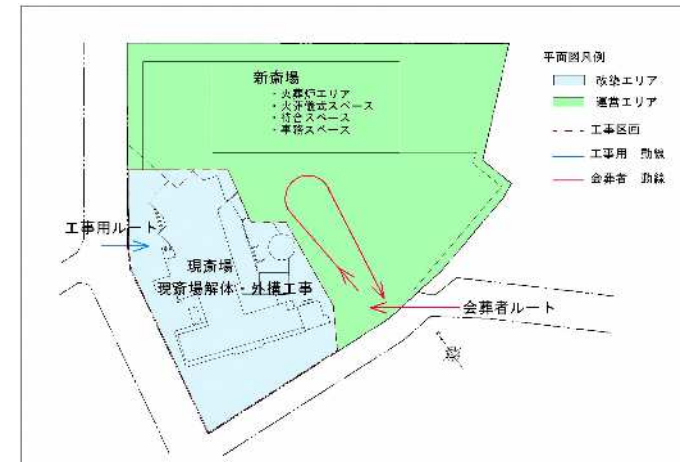 新斎場
・火葬炉エリア
・火葬儀式スペース
・待合スペース
・事務スペース
平面図凡例
改築エリア
運営エリア
工事区画
工事用 動線
会葬者 動線
工事用ルート
現斎場
現斎場解体・外構工事
会葬者ルート